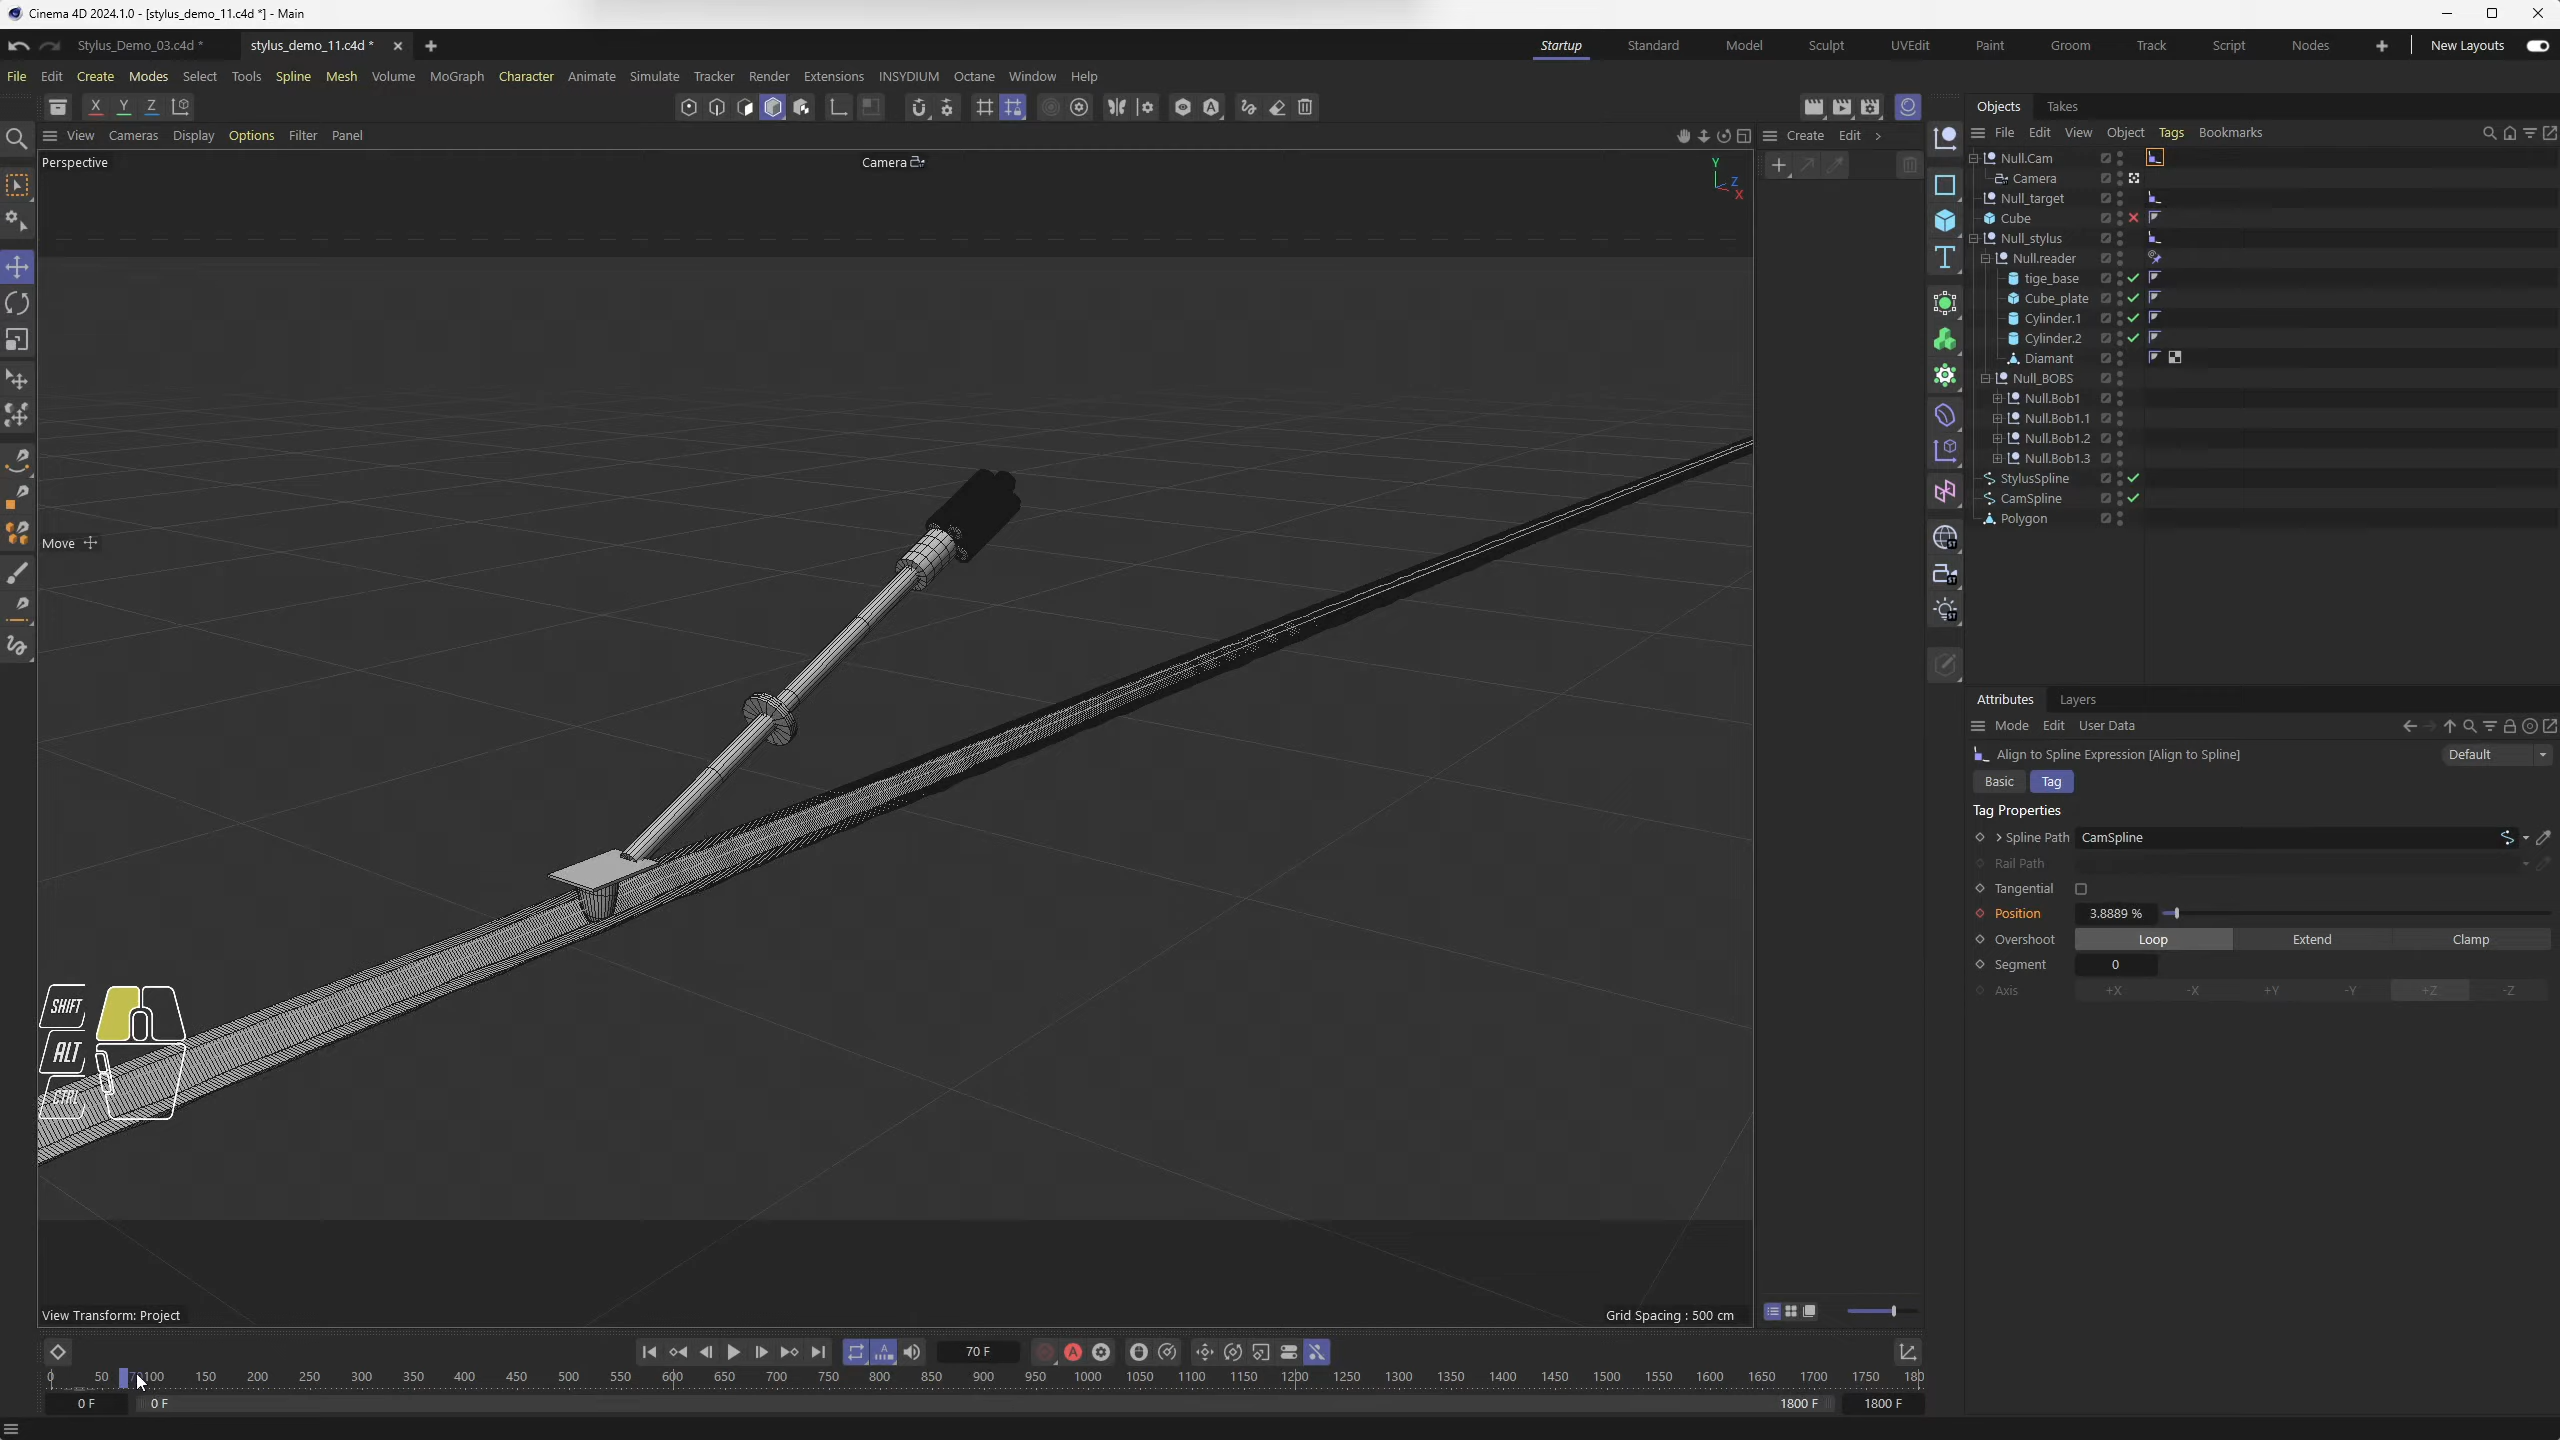 Cinema 4D 2024.1.0 - [stylus_demo_11.c4d *] - Main
Stylus_Demo_03.c4d * stylus_demo_11.c4d * Startup Standard Model Sculpt UVEdit Paint Groom Track Script Nodes New Layouts
File Edit Create Modes Select Tools Spline Mesh Volume MoGraph Character Animate Simulate Tracker Render Extensions INSYDIUM Octane Window Help
X Y Z Objects Takes
View Cameras Display Options Filter Panel Create Edit File Edit View Object Tags Bookmarks
Perspective Camera
Y
Z
X
Null.Cam
Camera
Null_target
Cube
Null_stylus
Null.reader
tige_base
Cube_plate
Cylinder.1
Cylinder.2
Diamant
Null_BOBS
Null.Bob1
Null.Bob1.1
Null.Bob1.2
Null.Bob1.3
StylusSpline
CamSpline
Polygon
Move
Attributes Layers
Mode Edit User Data
Align to Spline Expression [Align to Spline] Default
Basic Tag
Tag Properties
Spline Path CamSpline
Rail Path
Tangential
Position 3.8889 %
Overshoot Loop Extend Clamp
Segment 0
Axis +X -X +Y -Y +Z -Z
SHIFT
ALT
CTRL
View Transform: Project Grid Spacing : 500 cm
70 F
0 50 100 150 200 250 300 350 400 450 500 550 600 650 700 750 800 850 900 950 1000 1050 1100 1150 1200 1250 1300 1350 1400 1450 1500 1550 1600 1650 1700 1750 180
0 F 0 F 1800 F 1800 F